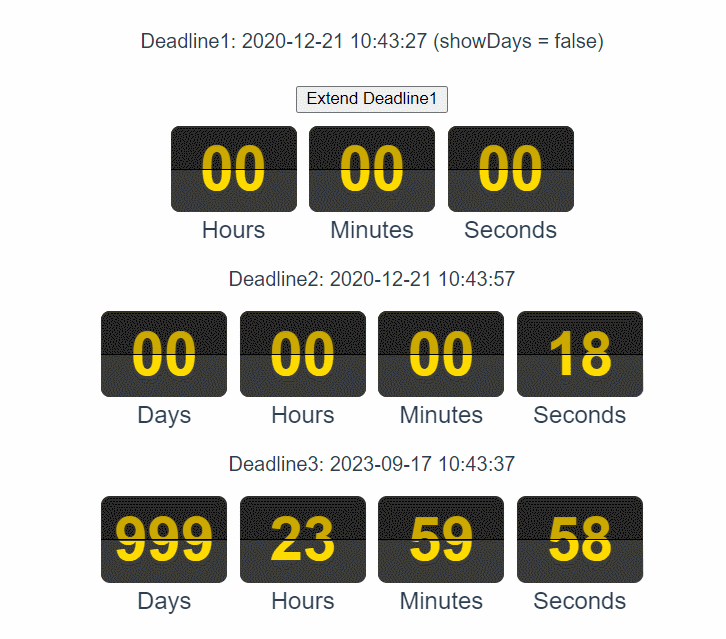 Deadline1: 2020-12-21 10:43:27 (showDays = false)
Extend Deadline1
00 00 00
Hours Minutes Seconds
Deadline2: 2020-12-21 10:43:57
00 00 00 18
Days Hours Minutes Seconds
Deadline3: 2023-09-17 10:43:37
999 23 59 58
Days Hours Minutes Seconds